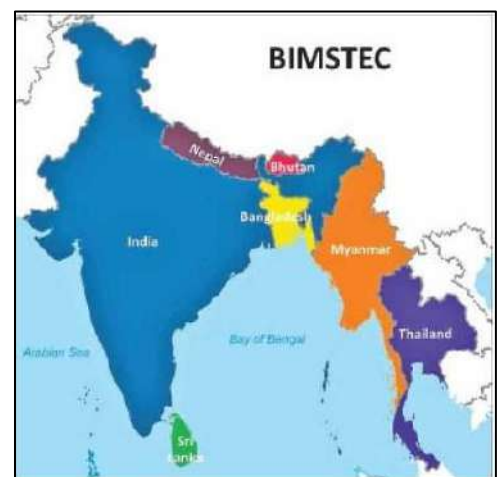 BIMSTEC
Nepal
Bhutan
Bangladesh
India
Myanmar
Thailand
Arabian Sea
Bay of Bengal
Sri
Lanka